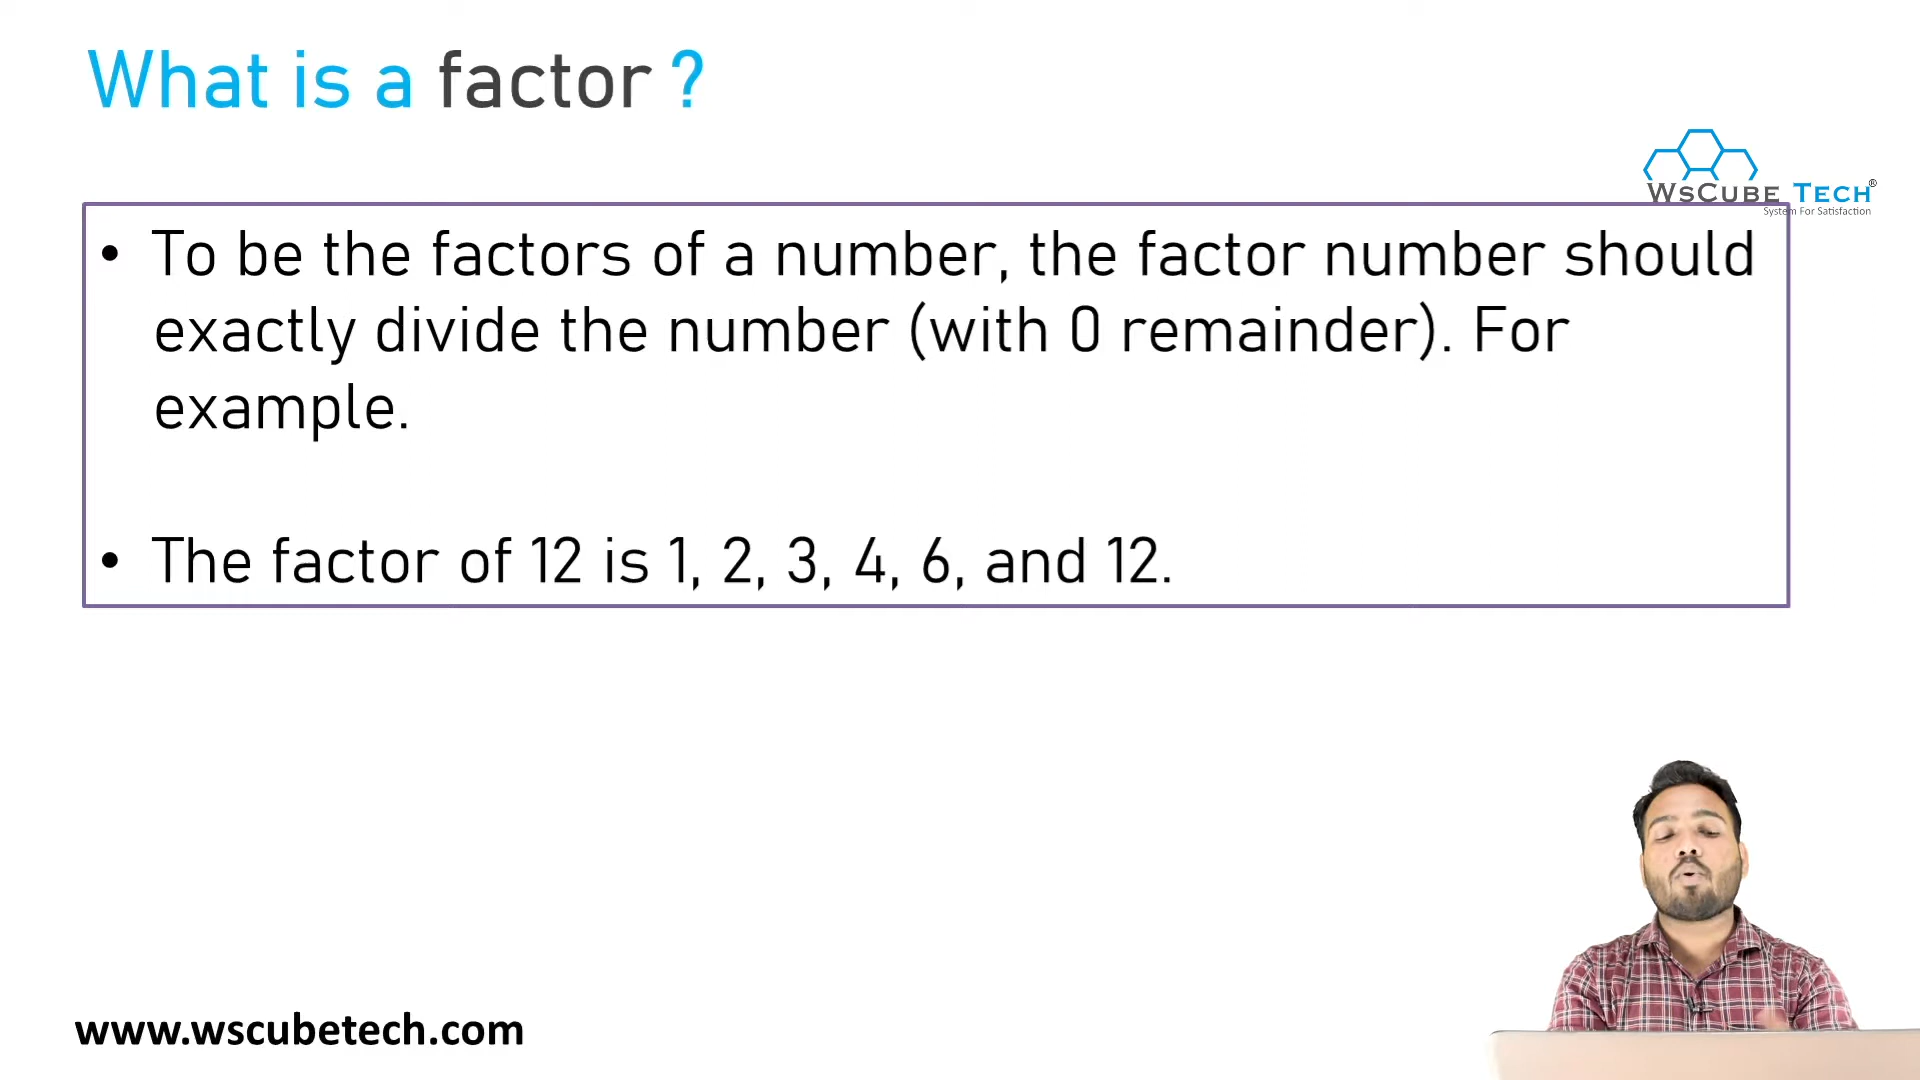 What is a factor ?
WsCube Tech®
System For Satisfaction
• To be the factors of a number, the factor number should
exactly divide the number (with 0 remainder). For
example.
• The factor of 12 is 1, 2, 3, 4, 6, and 12.
www.wscubetech.com